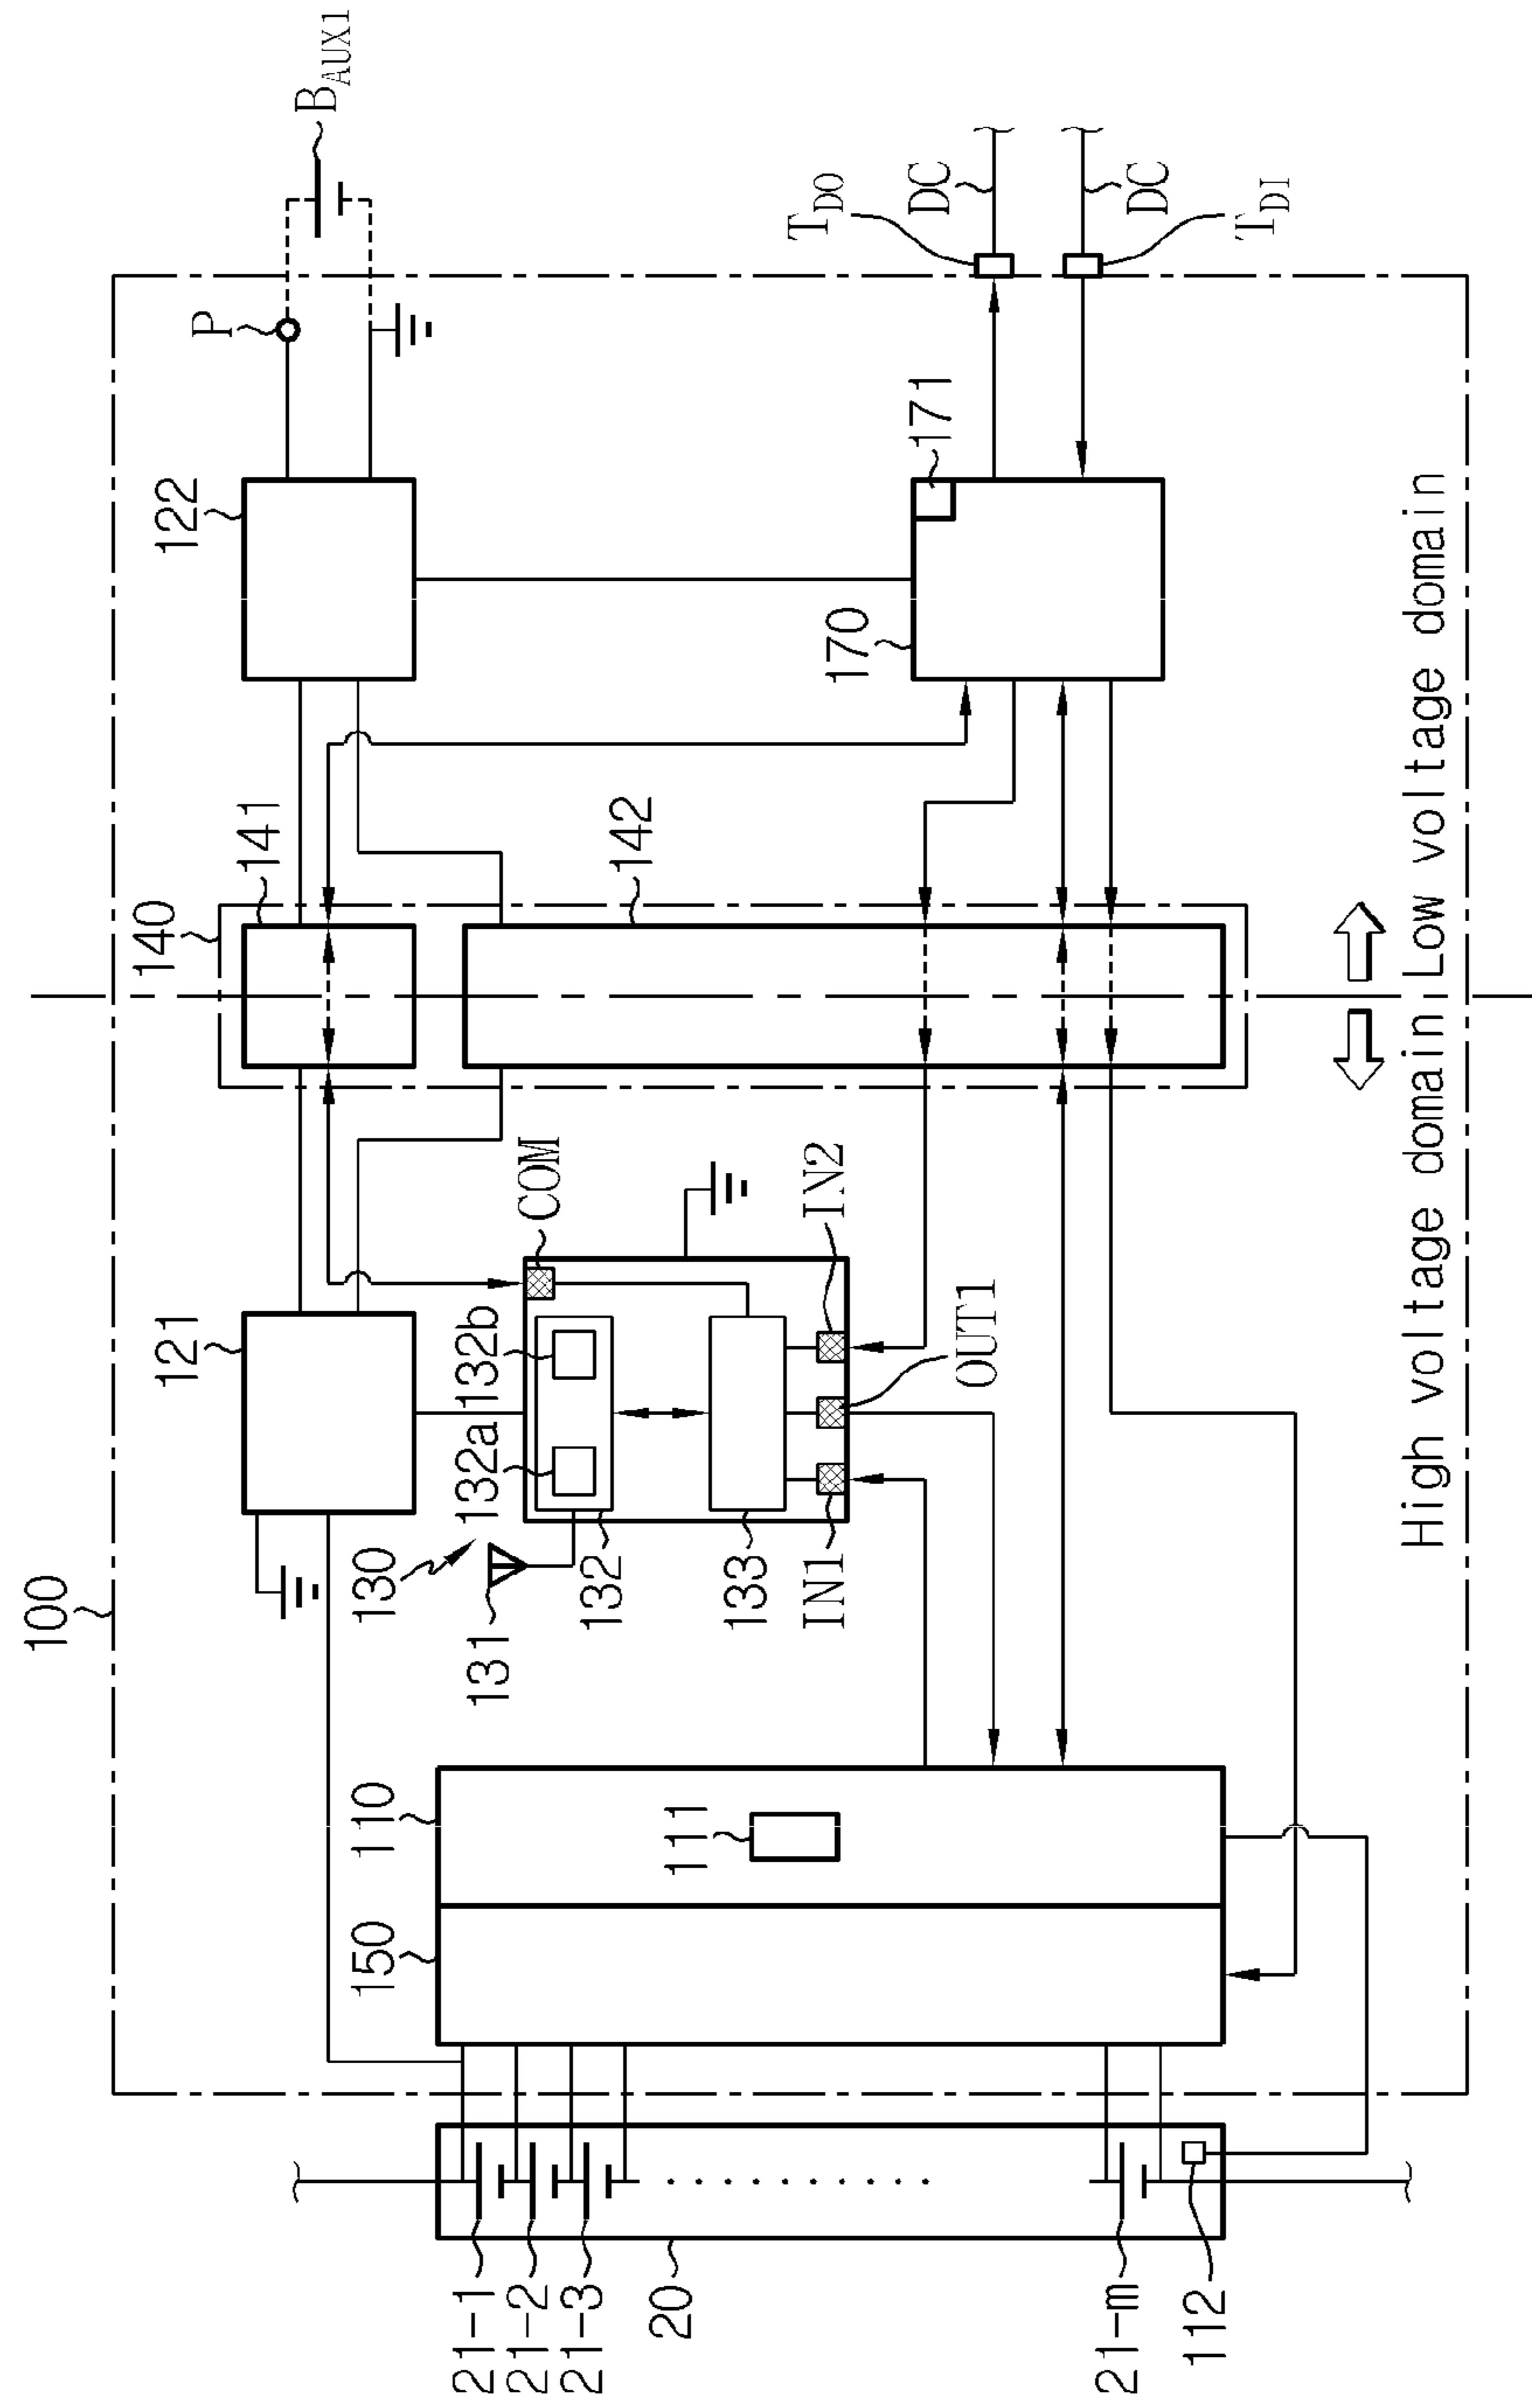 100
140
121
122
141
P
B_AUX1
130
131
132a
132b
COM
132
133
142
IN1
IN2
OUT1
170
171
T_DO
DC
DC
T_DI
150
110
111
21-1
21-2
21-3
20
21-m
112
High voltage domain
Low voltage domain